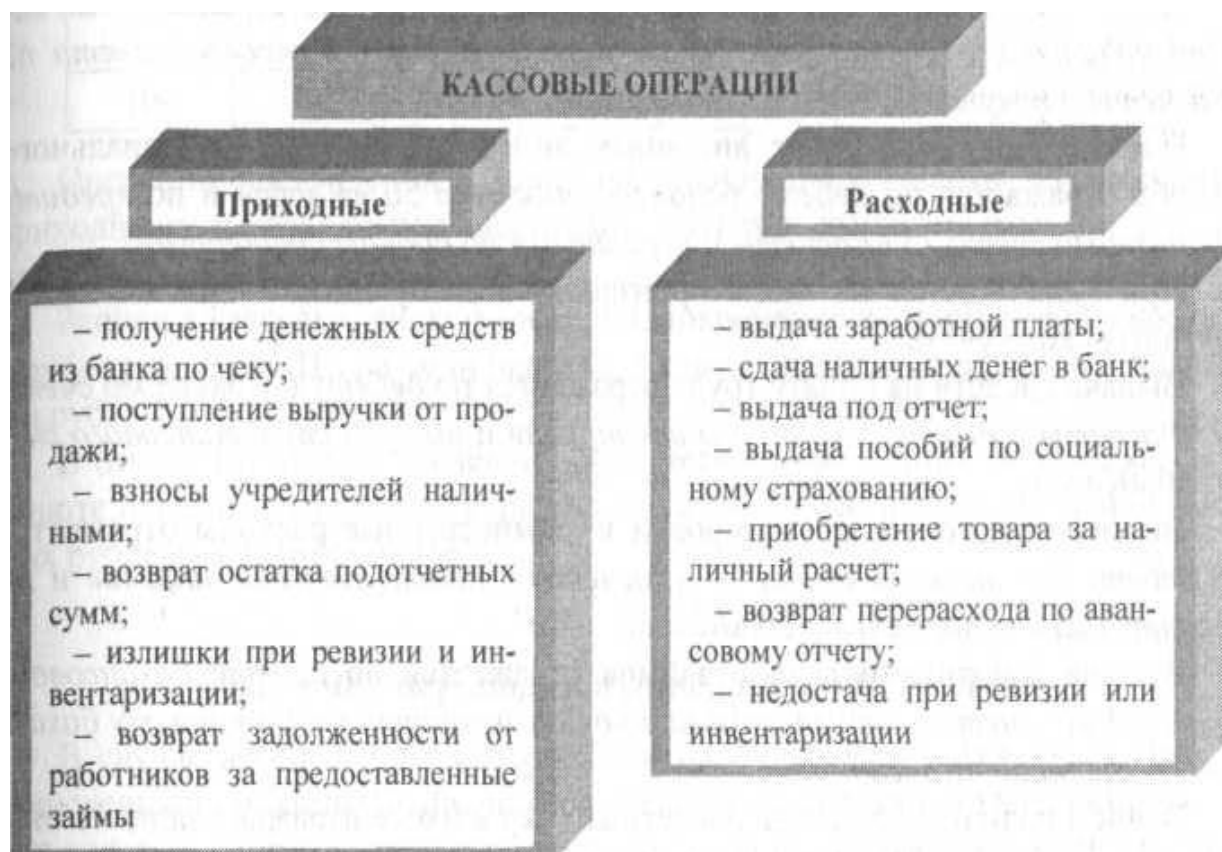 КАССОВЫЕ ОПЕРАЦИИ
Приходные
– получение денежных средств
из банка по чеку;
– поступление выручки от про-
дажи;
– взносы учредителей налич-
ными;
– возврат остатка подотчетных
сумм;
– излишки при ревизии и ин-
вентаризации;
– возврат задолженности от
работников за предоставленные
займы
Расходные
– выдача заработной платы;
– сдача наличных денег в банк;
– выдача под отчет;
– выдача пособий по социаль-
ному страхованию;
– приобретение товара за на-
личный расчет;
– возврат перерасхода по аван-
совому отчету;
– недостача при ревизии или
инвентаризации